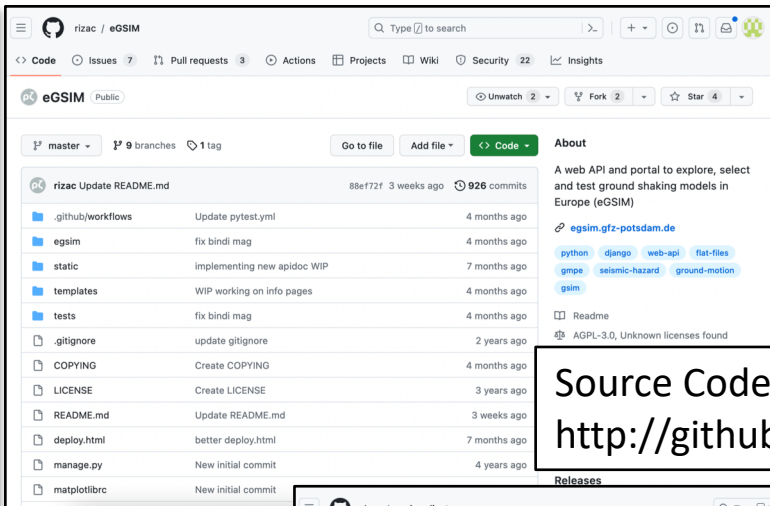 rizac / eGSIM
Type / to search
Code Issues 7 Pull requests 3 Actions Projects Wiki Security 22 Insights
eGSIM Public
Unwatch 2 Fork 2 Star 4
master 9 branches 1 tag Go to file Add file Code
About
A web API and portal to explore, select
and test ground shaking models in
Europe (eGSIM)
egsim.gfz-potsdam.de
python django web-api flat-files
gmpe seismic-hazard ground-motion
gsim
Readme
AGPL-3.0, Unknown licenses found
rizac Update README.md 88ef72f 3 weeks ago 926 commits
.github/workflows Update pytest.yml 4 months ago
egsim fix bindi mag 4 months ago
static implementing new apidoc WIP 7 months ago
templates WIP working on info pages 4 months ago
tests fix bindi mag 4 months ago
.gitignore update gitignore 2 years ago
COPYING Create COPYING 4 months ago
LICENSE Create LICENSE 3 years ago
README.md Update README.md 3 weeks ago
deploy.html better deploy.html 7 months ago
manage.py New initial commit 4 years ago
matplotlibrc New initial commit
Source Code
http://github
Releases